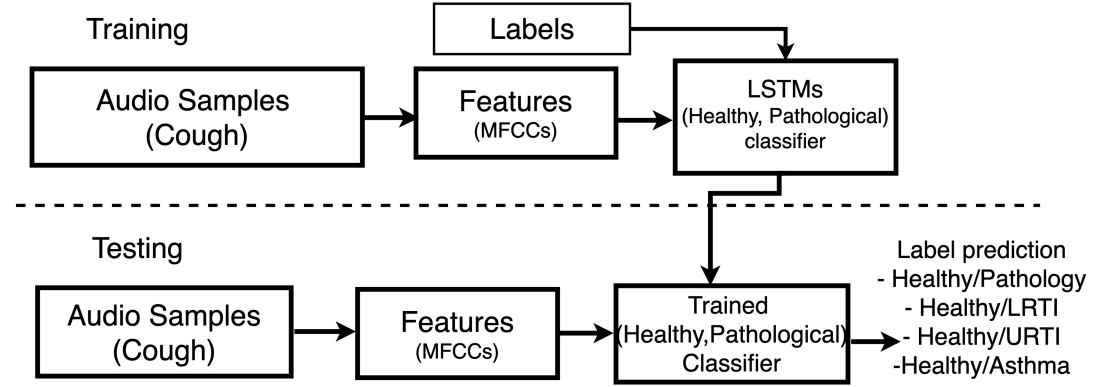 Training
Labels
Audio Samples
(Cough)
Features
(MFCCs)
LSTMs
(Healthy, Pathological)
classifier
Testing
Audio Samples
(Cough)
Features
(MFCCs)
Trained
(Healthy,Pathological)
Classifier
Label prediction
- Healthy/Pathology
- Healthy/LRTI
- Healthy/URTI
-Healthy/Asthma